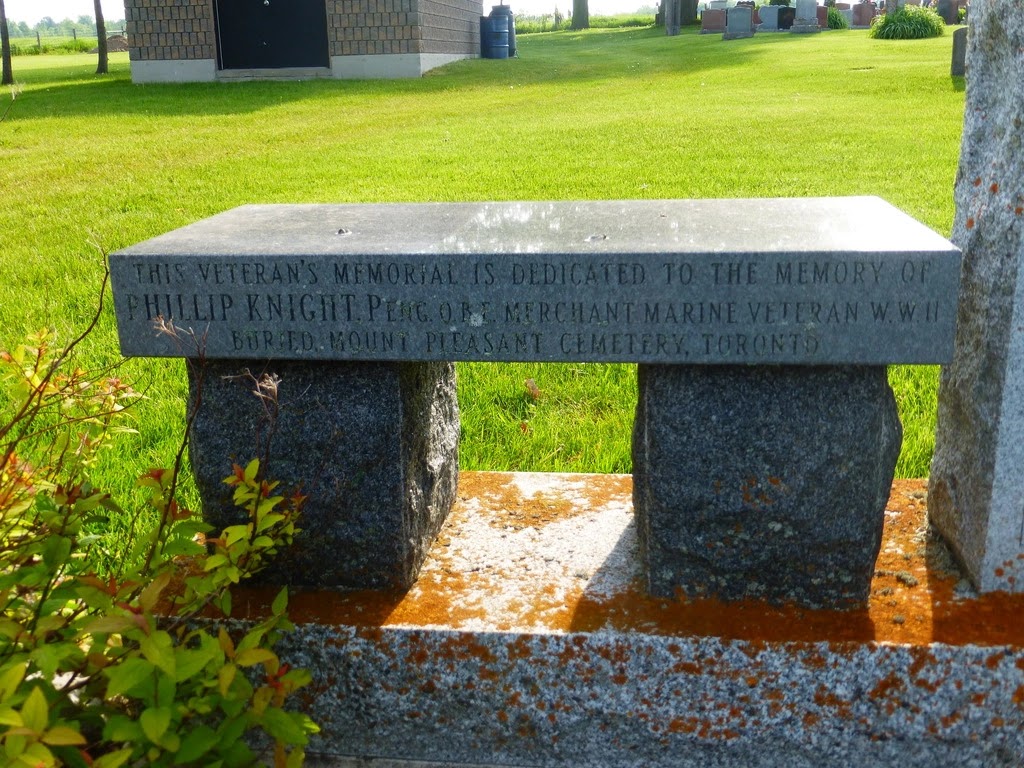 THIS VETERAN'S MEMORIAL IS DEDICATED TO THE MEMORY OF
PHILLIP KNIGHT. PENG. O.B.E. MERCHANT MARINE VETERAN W.W II
BURIED. MOUNT PLEASANT CEMETERY, TORONTO